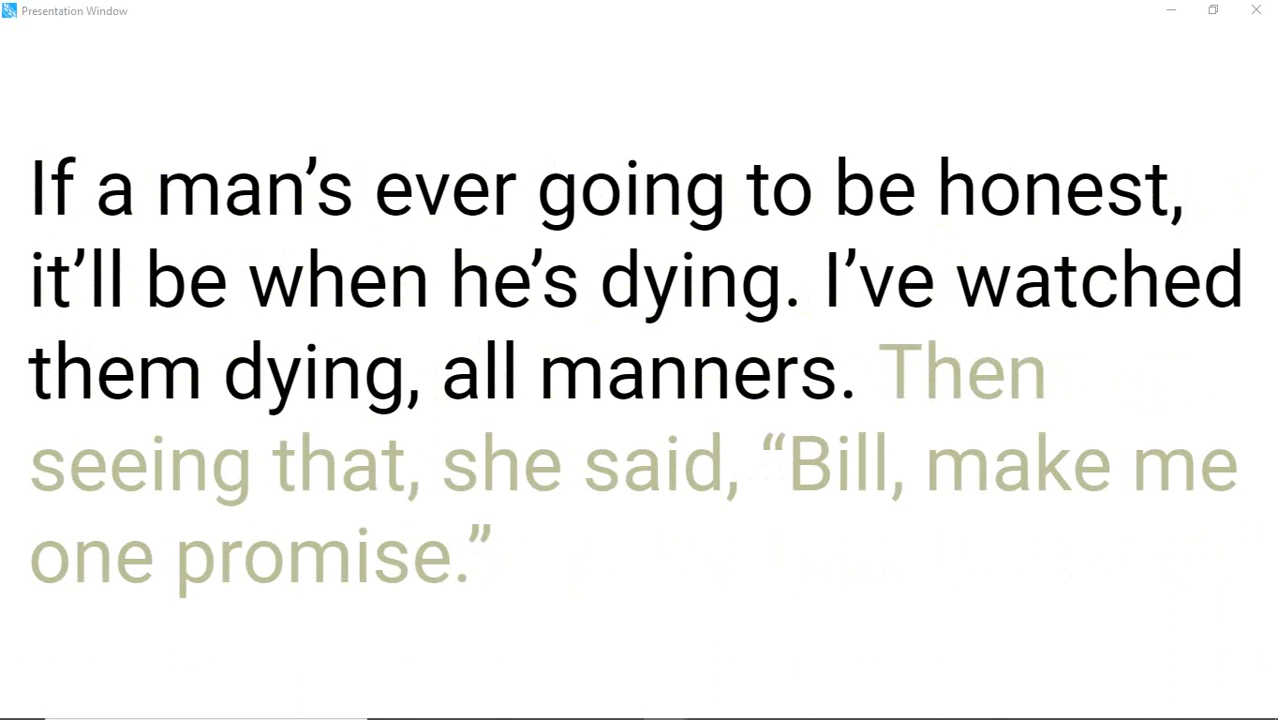 Presentation Window
If a man’s ever going to be honest,
it’ll be when he’s dying. I’ve watched
them dying, all manners. Then
seeing that, she said, “Bill, make me
one promise.”